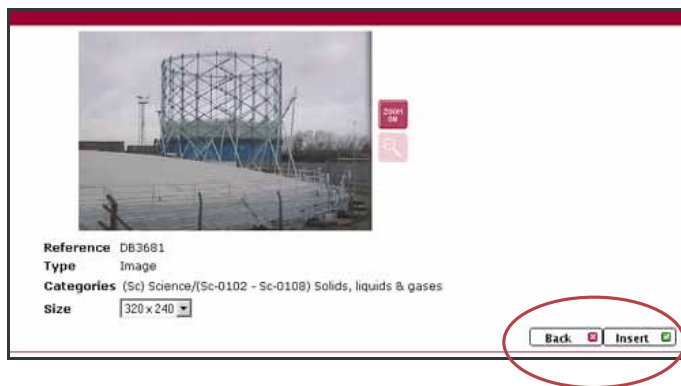 ZOOM
ON
Reference DB3681
Type Image
Categories (Sc) Science/(Sc-0102 - Sc-0108) Solids, liquids & gases
Size 320 x 240
Back Insert